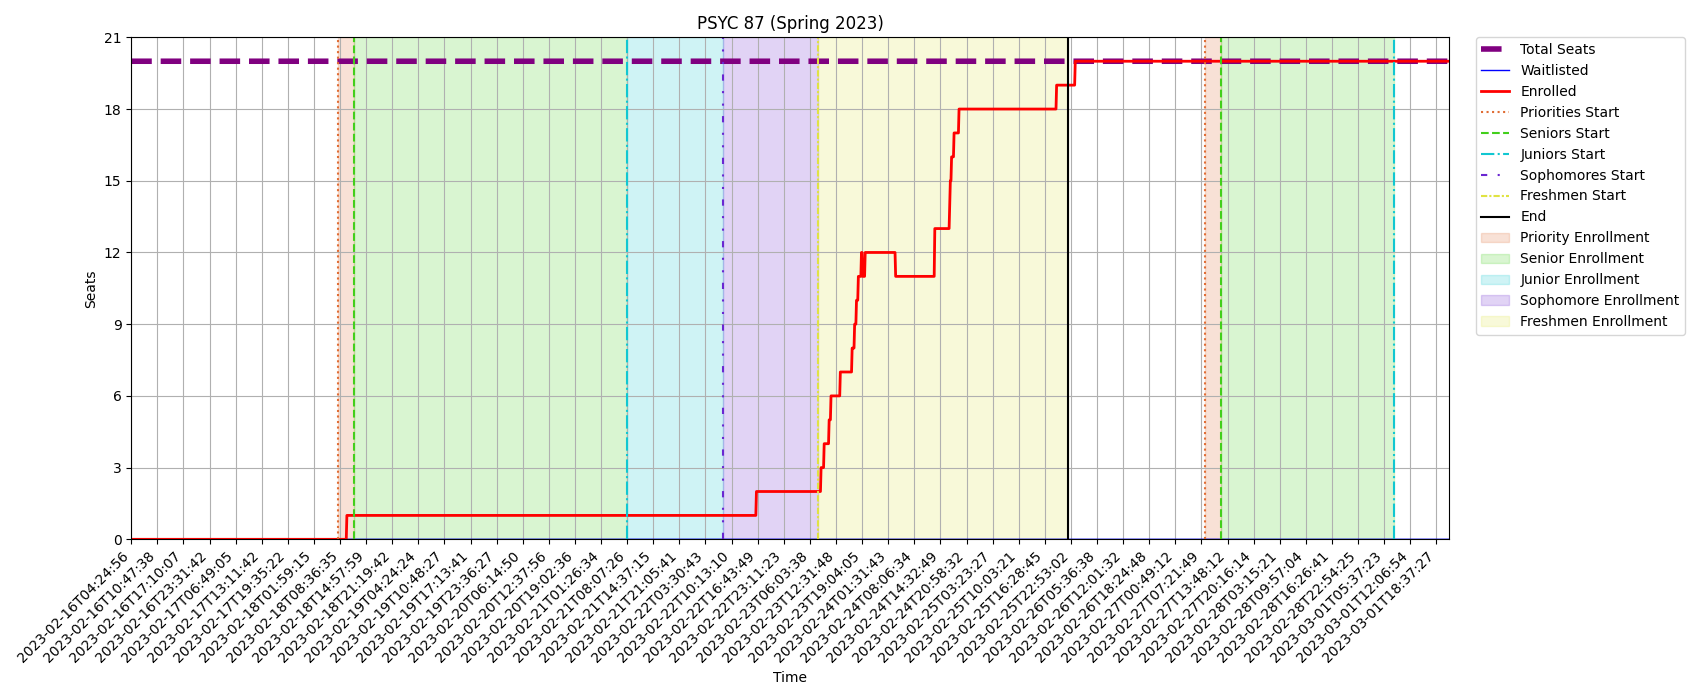 PSYC 87 (Spring 2023)
21
18
15
12
9
6
3
0
Seats
2023-02-16T04:24:56
2023-02-16T10:47:38
2023-02-16T17:10:07
2023-02-16T23:31:42
2023-02-17T06:49:05
2023-02-17T13:11:42
2023-02-17T19:35:22
2023-02-18T01:59:15
2023-02-18T08:36:35
2023-02-18T14:57:59
2023-02-18T21:19:42
2023-02-19T04:24:24
2023-02-19T10:48:27
2023-02-19T17:13:41
2023-02-19T23:36:27
2023-02-20T06:14:50
2023-02-20T12:37:56
2023-02-20T19:02:36
2023-02-21T01:26:34
2023-02-21T08:07:26
2023-02-21T14:37:15
2023-02-21T21:05:41
2023-02-22T03:30:43
2023-02-22T10:13:10
2023-02-22T16:43:49
2023-02-22T23:11:23
2023-02-23T06:03:38
2023-02-23T12:31:48
2023-02-23T19:04:05
2023-02-24T01:31:43
2023-02-24T08:06:34
2023-02-24T14:32:49
2023-02-24T20:58:32
2023-02-25T03:23:27
2023-02-25T10:03:21
2023-02-25T16:28:45
2023-02-25T22:53:02
2023-02-26T05:36:38
2023-02-26T12:01:32
2023-02-26T18:24:48
2023-02-27T00:49:12
2023-02-27T07:21:49
2023-02-27T13:48:12
2023-02-27T20:16:14
2023-02-28T03:15:21
2023-02-28T09:57:04
2023-02-28T16:26:41
2023-02-28T22:54:25
2023-03-01T05:37:23
2023-03-01T12:06:54
2023-03-01T18:37:27
Time
Total Seats
Waitlisted
Enrolled
Priorities Start
Seniors Start
Juniors Start
Sophomores Start
Freshmen Start
End
Priority Enrollment
Senior Enrollment
Junior Enrollment
Sophomore Enrollment
Freshmen Enrollment